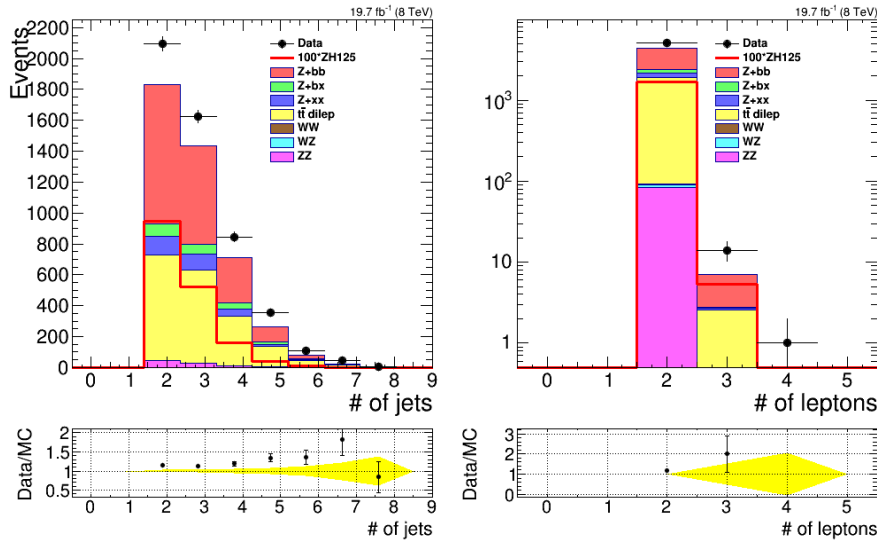 19.7 fb⁻¹ (8 TeV)
Events
2200
2000
1800
1600
1400
1200
1000
800
600
400
200
0
Data
100*ZH125
Z+bb
Z+bx
Z+xx
tt̄ dilep
WW
WZ
ZZ
0 1 2 3 4 5 6 7 8 9
# of jets
Data/MC
2
1.5
1
0.5
0 1 2 3 4 5 6 7 8 9
# of jets
19.7 fb⁻¹ (8 TeV)
10³
10²
10
1
Data
100*ZH125
Z+bb
Z+bx
Z+xx
tt̄ dilep
WW
WZ
ZZ
0 1 2 3 4 5
# of leptons
Data/MC
3
2
1
0
0 1 2 3 4 5
# of leptons